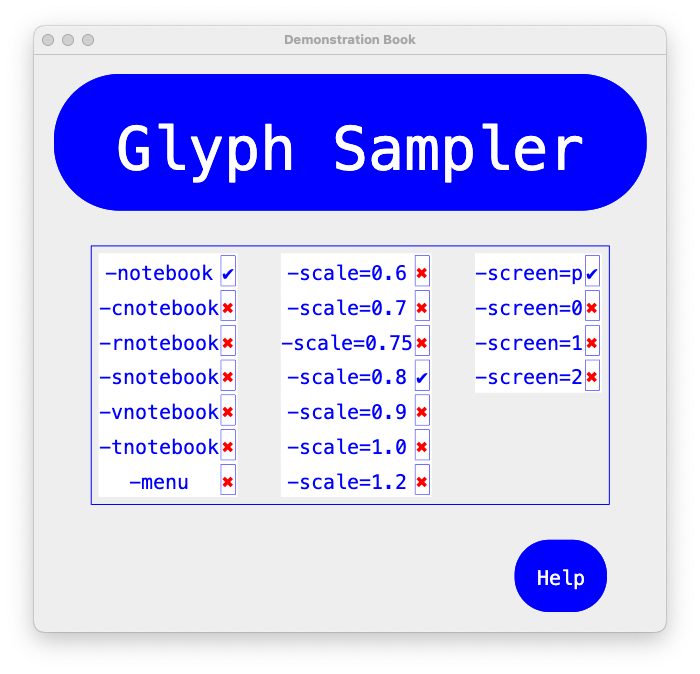 Demonstration Book
Glyph Sampler
-notebook ✔ -scale=0.6 ✖ -screen=p ✔
-cnotebook ✖ -scale=0.7 ✖ -screen=0 ✖
-rnotebook ✖ -scale=0.75 ✖ -screen=1 ✖
-snotebook ✖ -scale=0.8 ✔ -screen=2 ✖
-vnotebook ✖ -scale=0.9 ✖
-tnotebook ✖ -scale=1.0 ✖
-menu ✖ -scale=1.2 ✖
Help